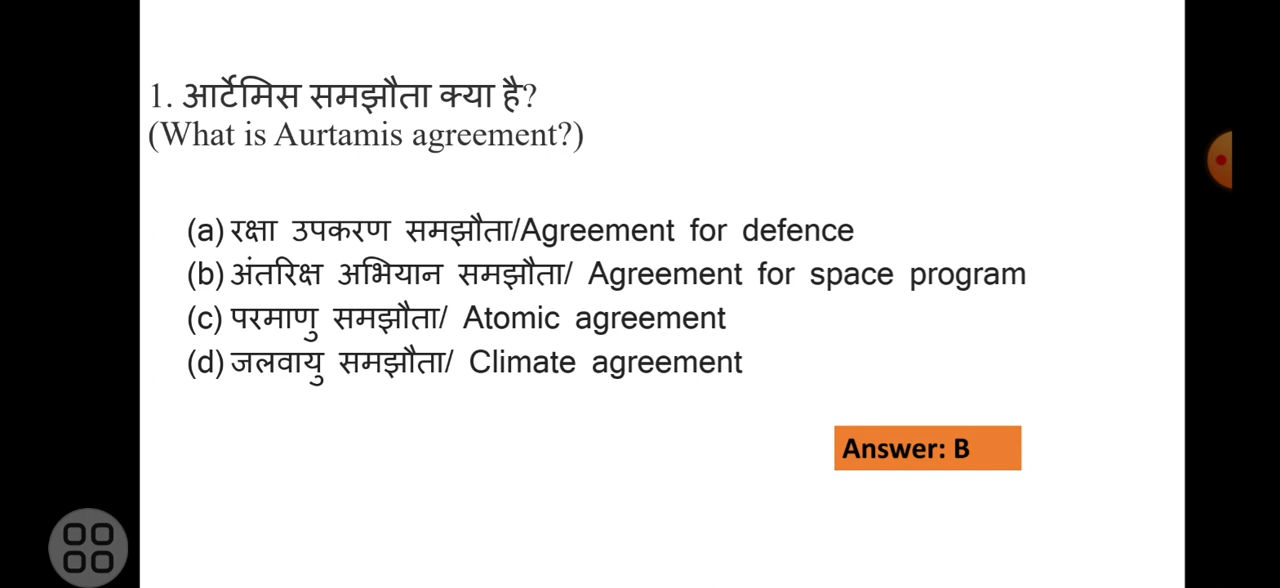 1. आर्टेमिस समझौता क्या है?
(What is Aurtamis agreement?)
(a) रक्षा उपकरण समझौता/Agreement for defence
(b) अंतरिक्ष अभियान समझौता/ Agreement for space program
(c) परमाणु समझौता/ Atomic agreement
(d) जलवायु समझौता/ Climate agreement
Answer: B